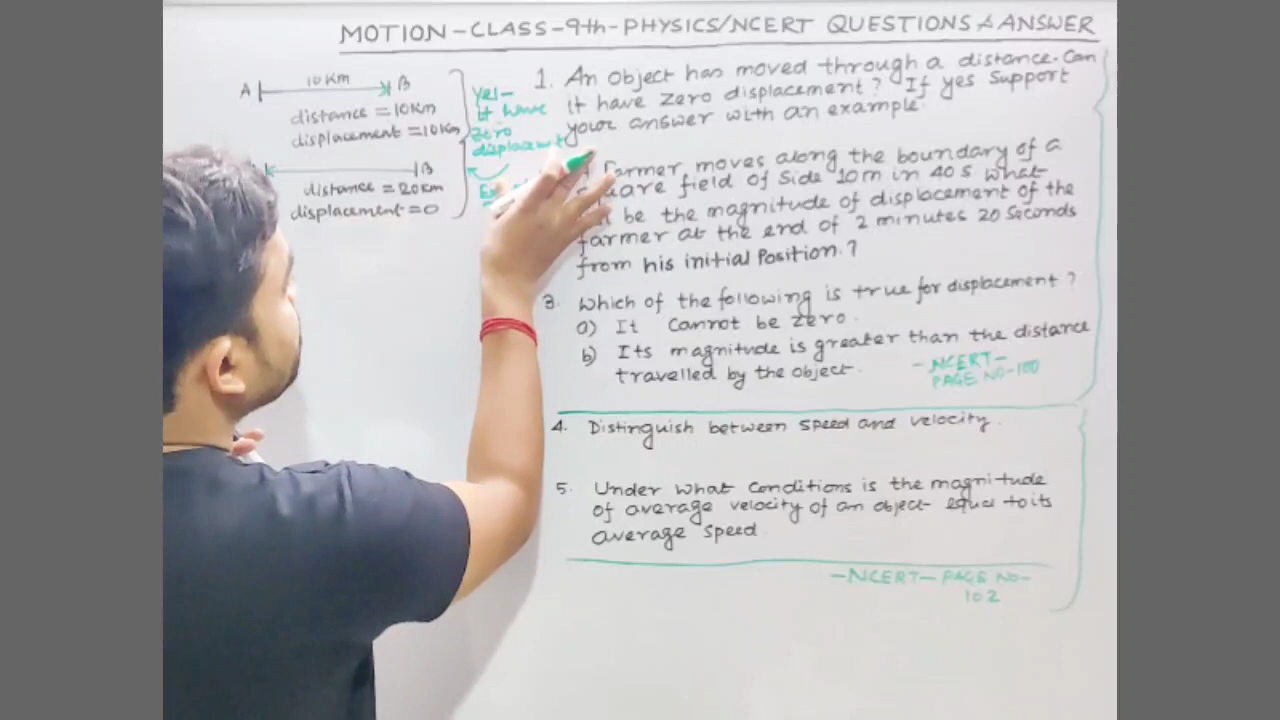 MOTION-CLASS-9th-PHYSICS/NCERT QUESTIONS & ANSWER
A 10Km B
distance = 10Km
displacement = 10Km
B
distance = 20Km
displacement = 0
Yes-
it have
zero
displacement
1. An object has moved through a distance. Can
it have zero displacement? If yes support
your answer with an example
Farmer moves along the boundary of a
square field of side 10m in 40s what
be the magnitude of displacement of the
farmer at the end of 2 minutes 20 seconds
from his initial position.?
3. Which of the following is true for displacement?
a) It cannot be zero.
b) Its magnitude is greater than the distance
travelled by the object.
-NCERT-
PAGE NO-100
4. Distinguish between speed and velocity.
5. Under what conditions is the magnitude
of average velocity of an object equal to its
average speed
-NCERT-PAGE NO-
102